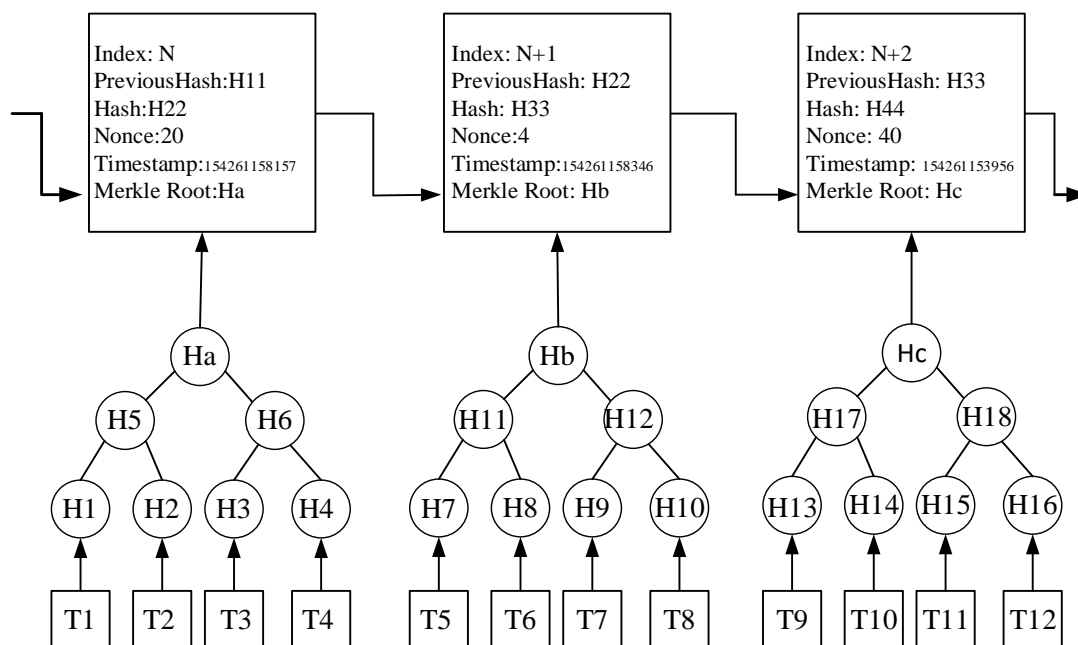 Index: N
PreviousHash:H11
Hash:H22
Nonce:20
Timestamp:154261158157
Merkle Root:Ha
Index: N+1
PreviousHash: H22
Hash: H33
Nonce:4
Timestamp:154261158346
Merkle Root: Hb
Index: N+2
PreviousHash: H33
Hash: H44
Nonce: 40
Timestamp: 154261153956
Merkle Root: Hc
Ha
Hb
Hc
H5
H6
H11
H12
H17
H18
H1
H2
H3
H4
H7
H8
H9
H10
H13
H14
H15
H16
T1
T2
T3
T4
T5
T6
T7
T8
T9
T10
T11
T12